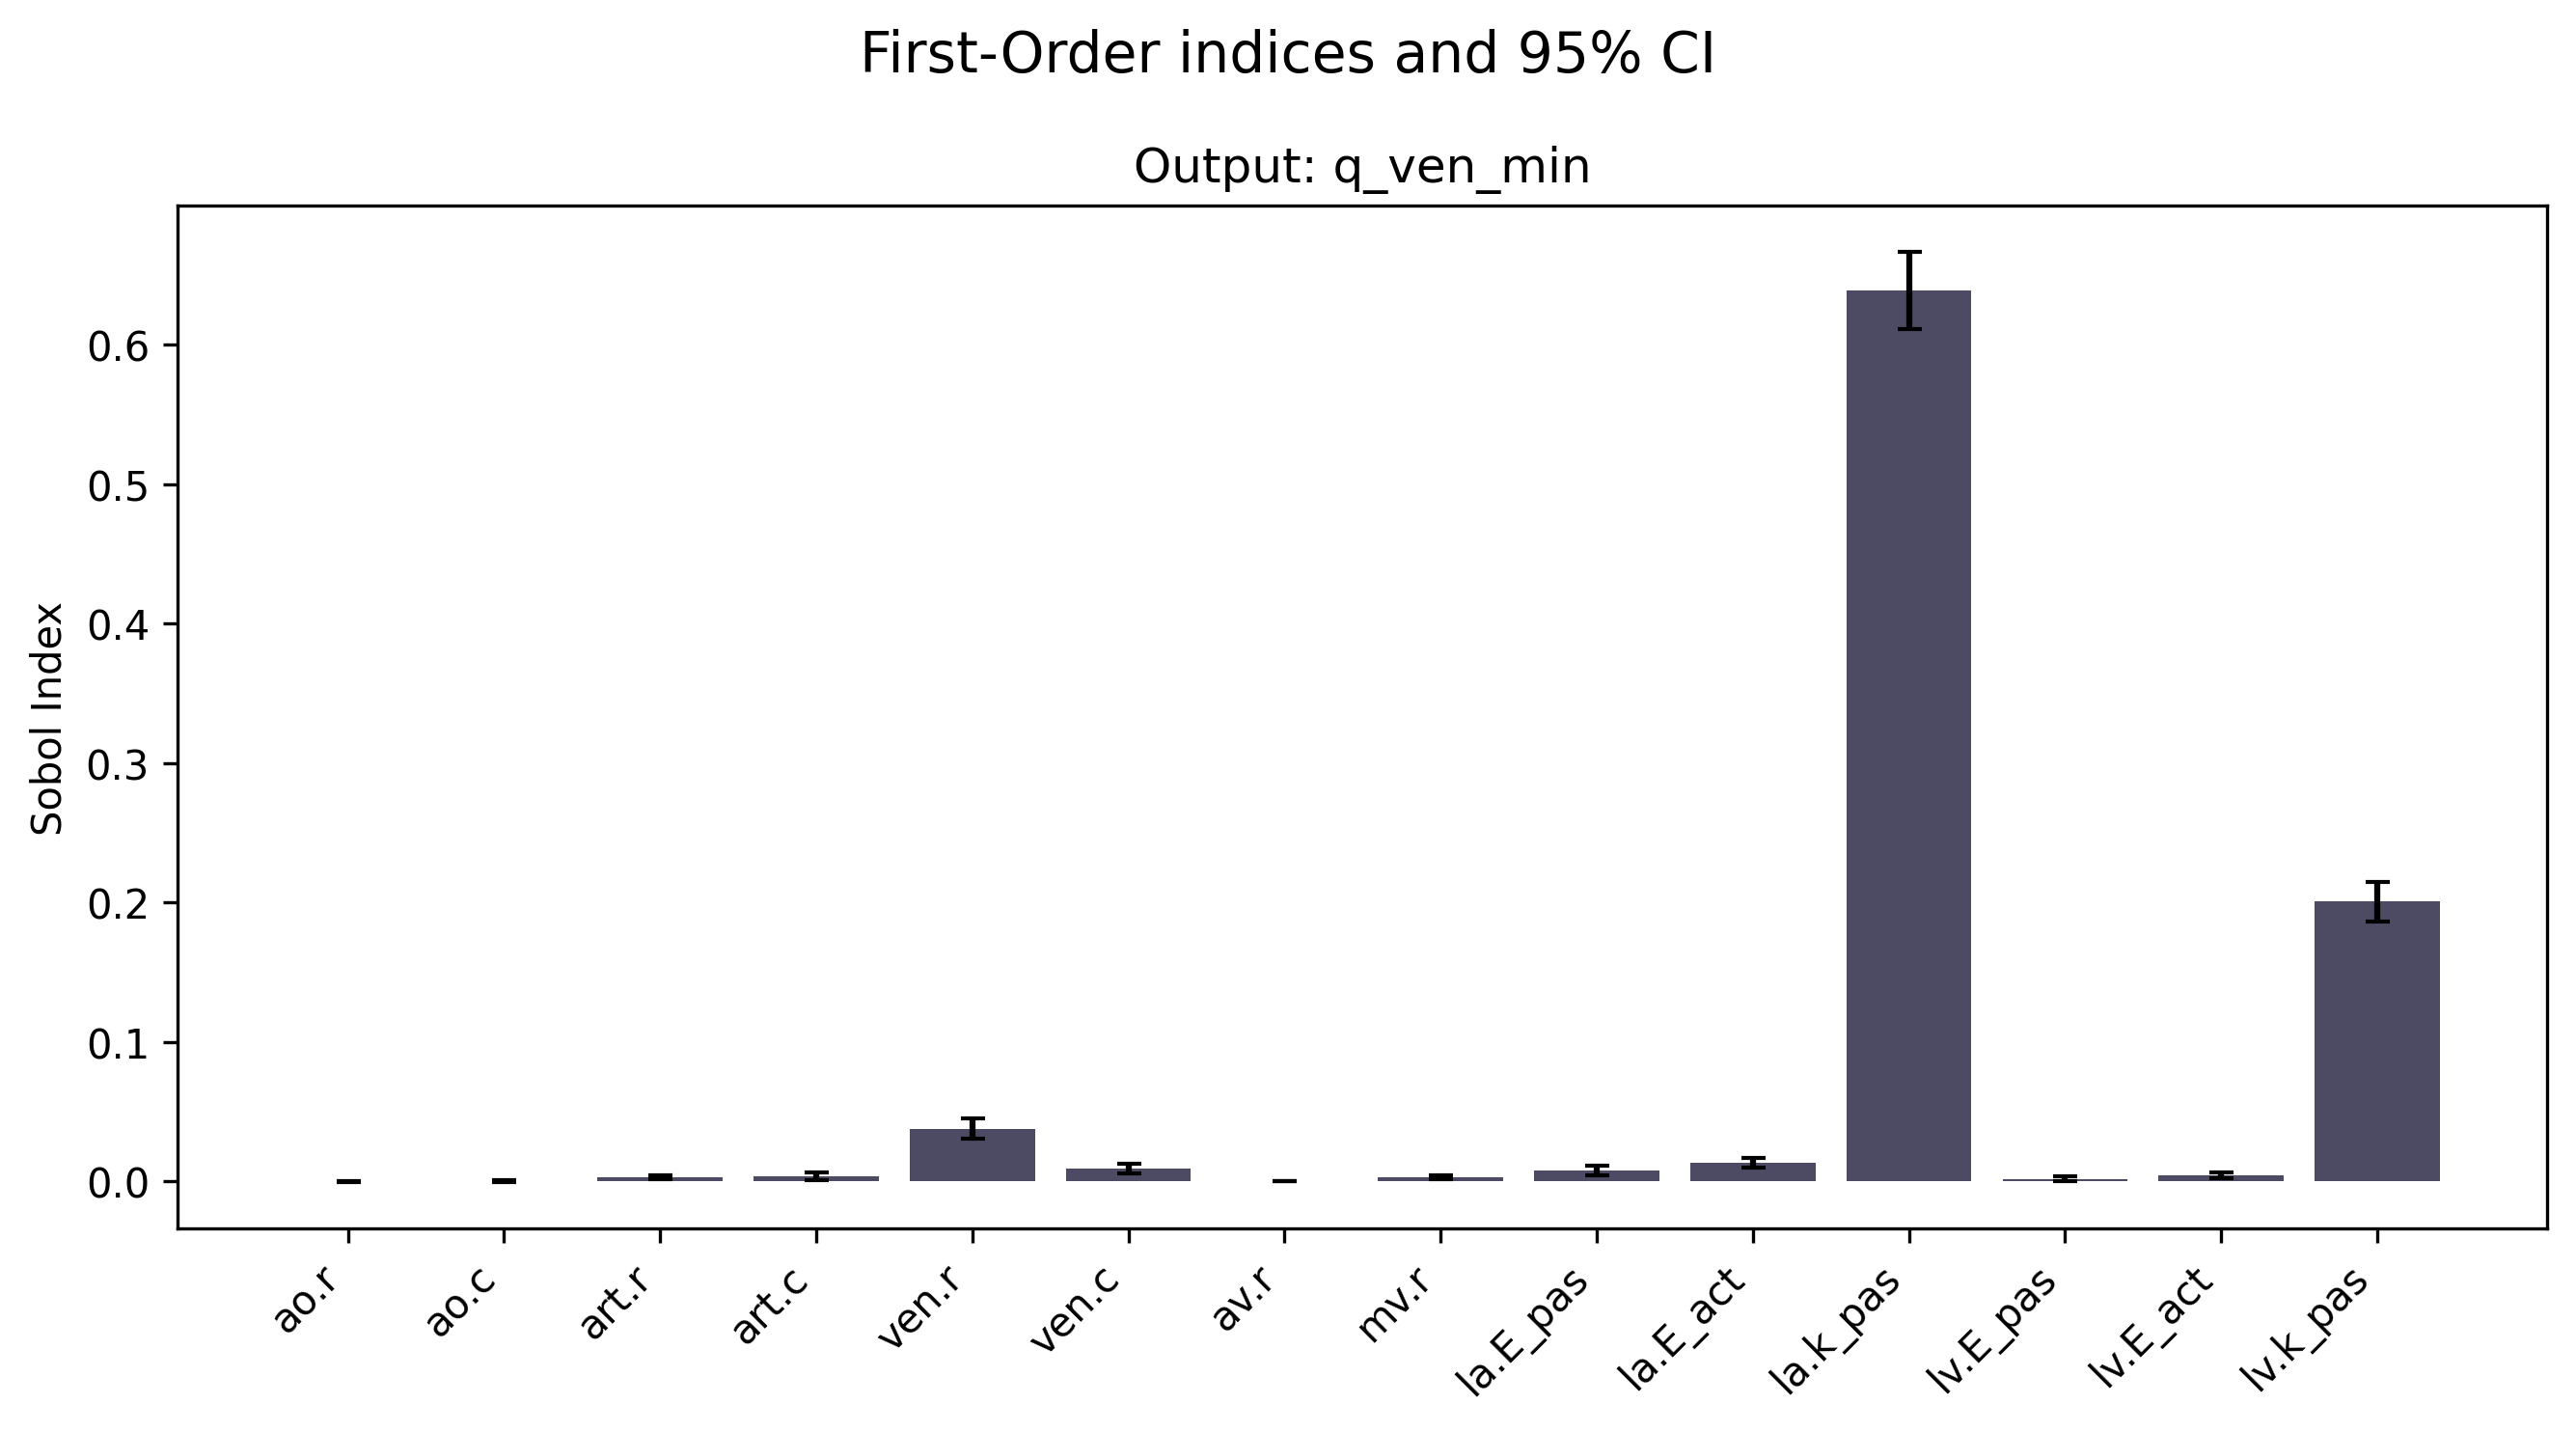 First-Order indices and 95% CI
Output: q_ven_min
Sobol Index
0.6
0.5
0.4
0.3
0.2
0.1
0.0
ao.r
ao.c
art.r
art.c
ven.r
ven.c
av.r
mv.r
la.E_pas
la.E_act
la.k_pas
lv.E_pas
lv.E_act
lv.k_pas